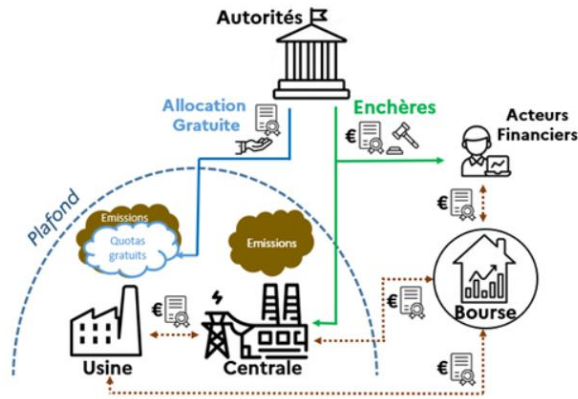 Autorités
Allocation
Gratuite
Enchères
€
Acteurs
Financiers
€
Plafond
Emissions
Quotas
gratuits
Emissions
€
€
Bourse
Usine
Centrale
€